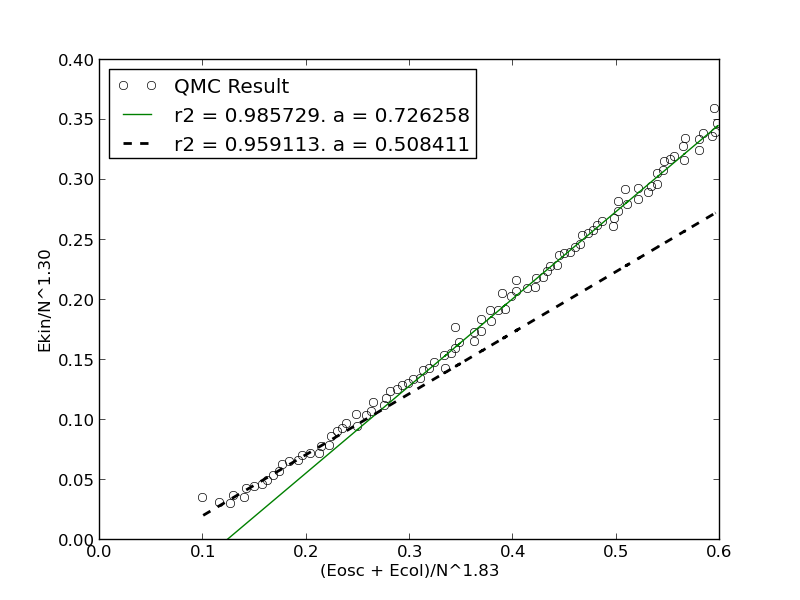 0.40
QMC Result
r2 = 0.985729. a = 0.726258
r2 = 0.959113. a = 0.508411
0.35
0.30
0.25
0.20
0.15
0.10
0.05
0.00
Ekin/N^1.30
0.0 0.1 0.2 0.3 0.4 0.5 0.6
(Eosc + Ecol)/N^1.83